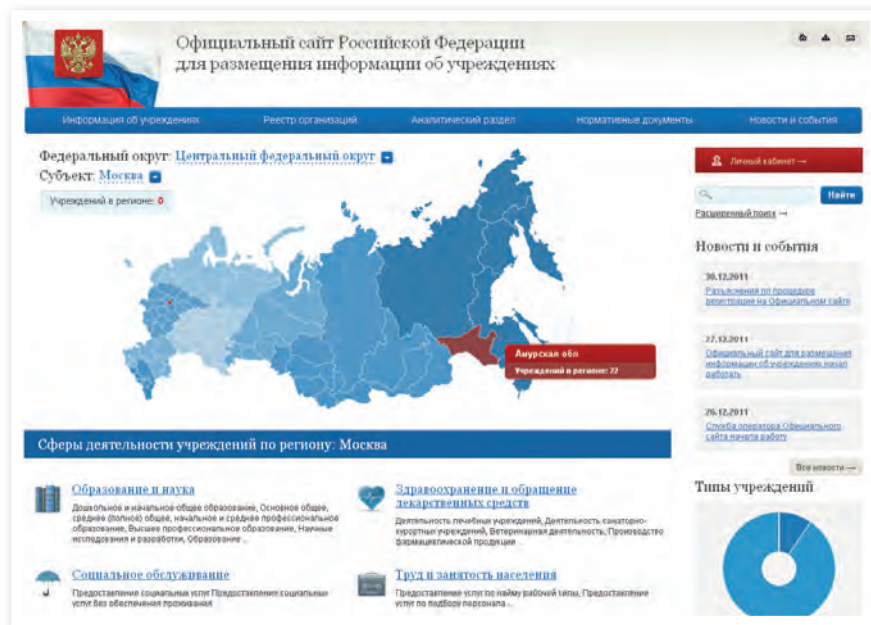 Официальный сайт Российской Федерации
для размещения информации об учреждениях
Информация об учреждениях
Реестр организаций
Аналитический раздел
Нормативные документы
Новости и события
Федеральный округ: Центральный федеральный округ
Субъект: Москва
Учреждений в регионе: 0
Амурская обл
Учреждений в регионе: 22
Личный кабинет →
Найти
Расширенный поиск →
Новости и события
30.12.2011
Разъяснения по процедуре
регистрации на Официальном сайте
27.12.2011
Официальный сайт для размещения
информации об учреждениях начал
работать
26.12.2011
Служба оператора Официального
сайта начала работу
Все новости →
Типы учреждений
Сферы деятельности учреждений по региону: Москва
Образование и наука
Дошкольное и начальное общее образование, Основное общее,
среднее (полное) общее, начальное и среднее профессиональное
образование, Высшее профессиональное образование, Научные
исследования и разработки, Образование ...
Здравоохранение и обращение
лекарственных средств
Деятельность лечебных учреждений, Деятельность санаторно-
курортных учреждений, Ветеринарная деятельность, Производство
фармацевтической продукции ...
Социальное обслуживание
Предоставление социальных услуг Предоставление социальных
услуг без обеспечения проживания
Труд и занятость населения
Предоставление услуг по найму рабочей силы, Предоставление
услуг по подбору персонала ...